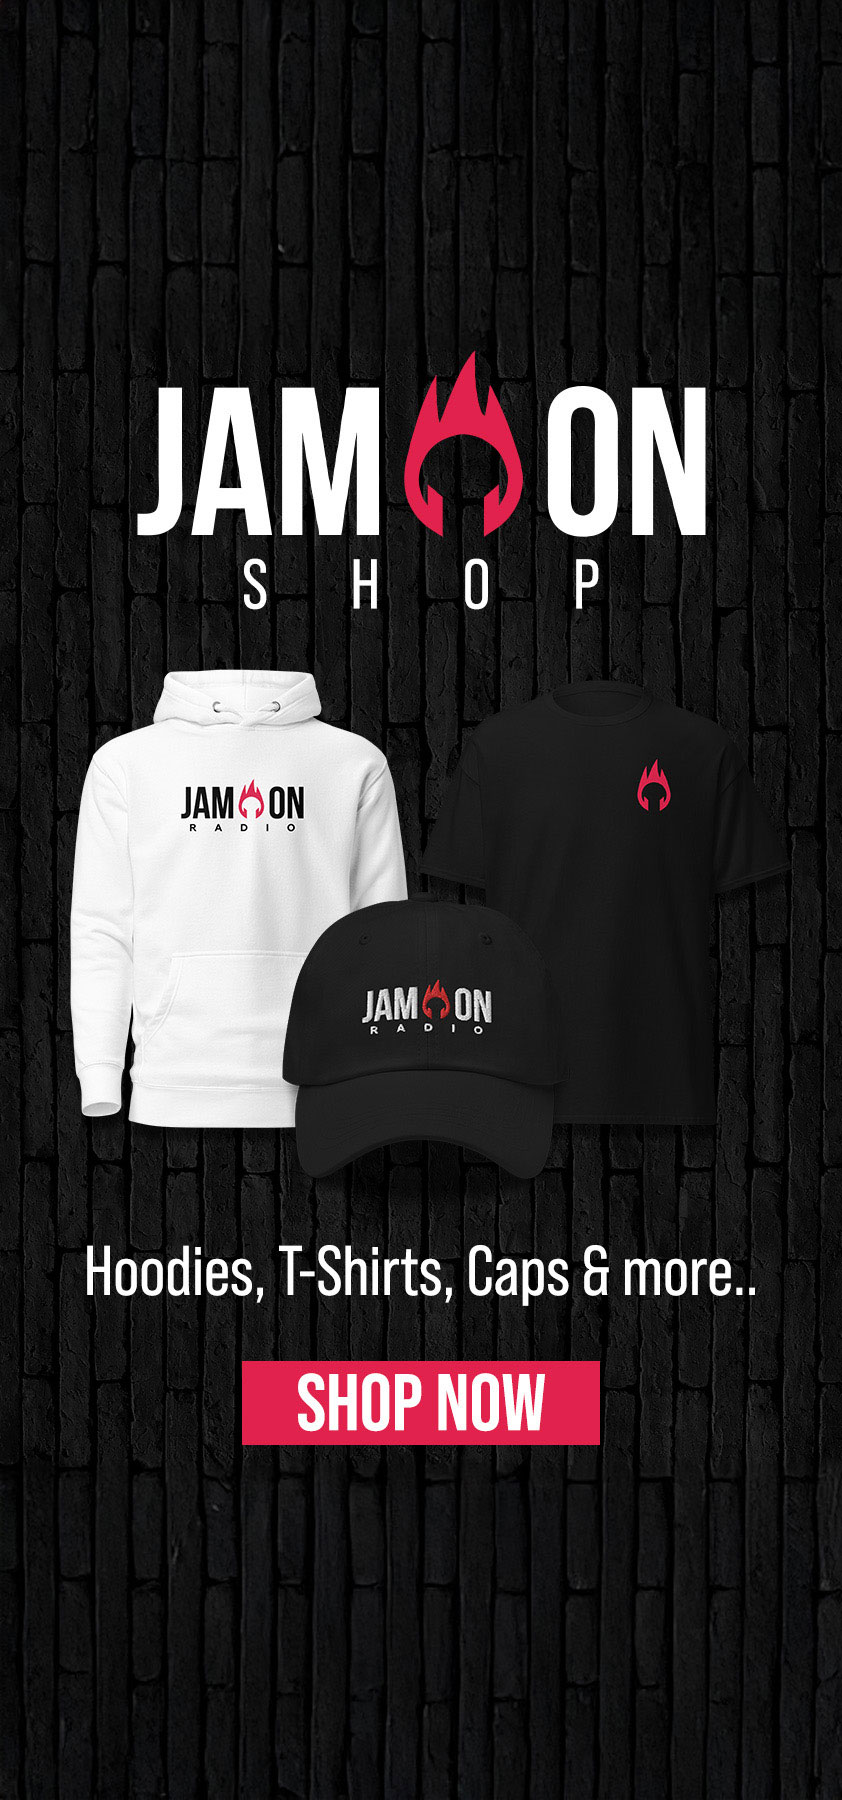 JAM ON
SHOP
JAM ON
RADIO
JAM ON
RADIO
Hoodies, T-Shirts, Caps & more..
SHOP NOW